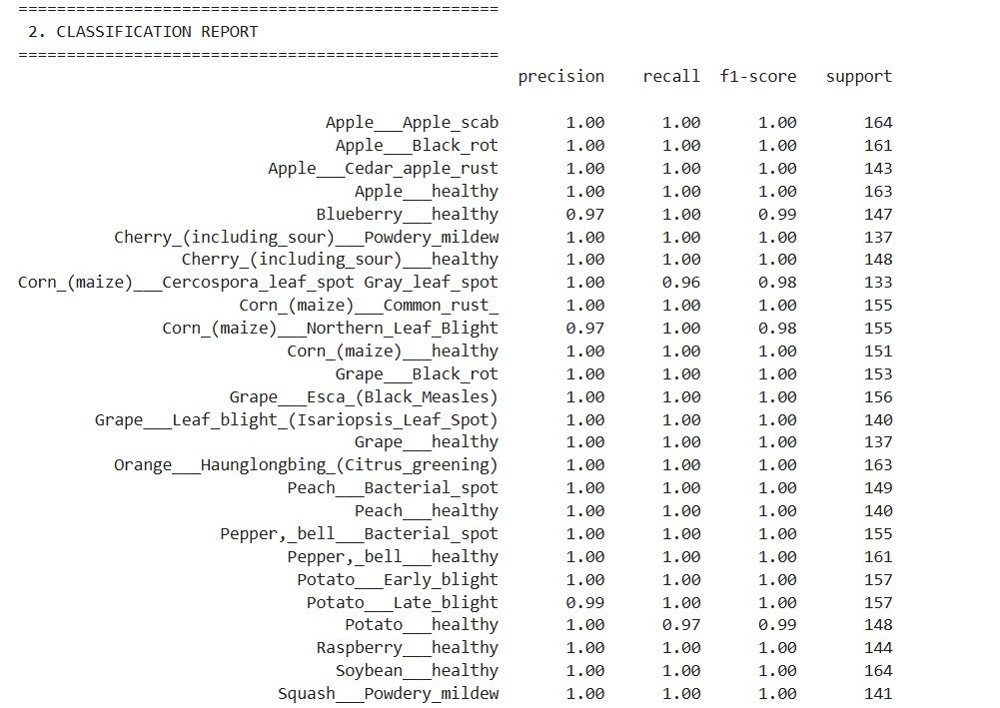 ==================================================
2. CLASSIFICATION REPORT
==================================================
precision recall f1-score support
Apple___Apple_scab 1.00 1.00 1.00 164
Apple___Black_rot 1.00 1.00 1.00 161
Apple___Cedar_apple_rust 1.00 1.00 1.00 143
Apple___healthy 1.00 1.00 1.00 163
Blueberry___healthy 0.97 1.00 0.99 147
Cherry_(including_sour)___Powdery_mildew 1.00 1.00 1.00 137
Cherry_(including_sour)___healthy 1.00 1.00 1.00 148
Corn_(maize)___Cercospora_leaf_spot Gray_leaf_spot 1.00 0.96 0.98 133
Corn_(maize)___Common_rust_ 1.00 1.00 1.00 155
Corn_(maize)___Northern_Leaf_Blight 0.97 1.00 0.98 155
Corn_(maize)___healthy 1.00 1.00 1.00 151
Grape___Black_rot 1.00 1.00 1.00 153
Grape___Esca_(Black_Measles) 1.00 1.00 1.00 156
Grape___Leaf_blight_(Isariopsis_Leaf_Spot) 1.00 1.00 1.00 140
Grape___healthy 1.00 1.00 1.00 137
Orange___Haunglongbing_(Citrus_greening) 1.00 1.00 1.00 163
Peach___Bacterial_spot 1.00 1.00 1.00 149
Peach___healthy 1.00 1.00 1.00 140
Pepper,_bell___Bacterial_spot 1.00 1.00 1.00 155
Pepper,_bell___healthy 1.00 1.00 1.00 161
Potato___Early_blight 1.00 1.00 1.00 157
Potato___Late_blight 0.99 1.00 1.00 157
Potato___healthy 1.00 0.97 0.99 148
Raspberry___healthy 1.00 1.00 1.00 144
Soybean___healthy 1.00 1.00 1.00 164
Squash___Powdery_mildew 1.00 1.00 1.00 141